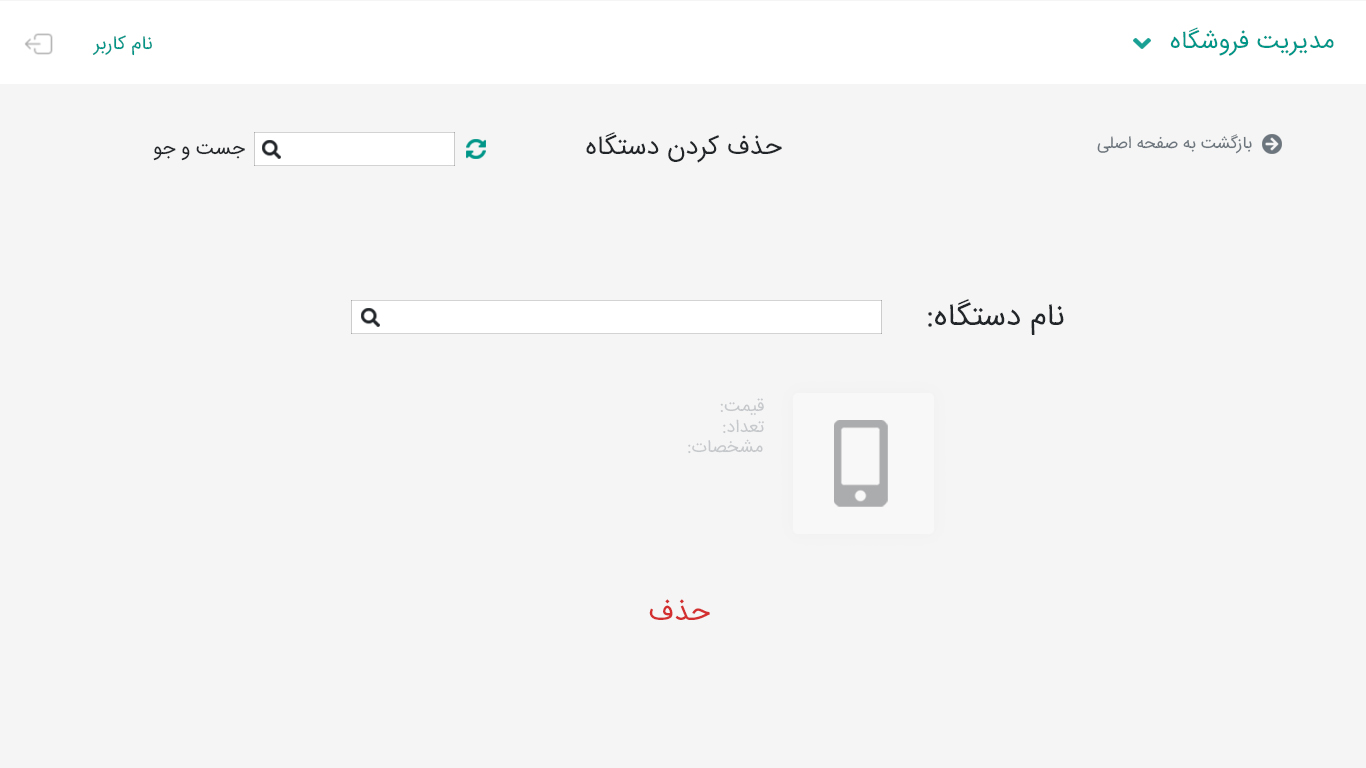 مدیریت فروشگاه
نام کاربر
بازگشت به صفحه اصلی
حذف کردن دستگاه
جست و جو
نام دستگاه:
قیمت:
تعداد:
مشخصات:
حذف